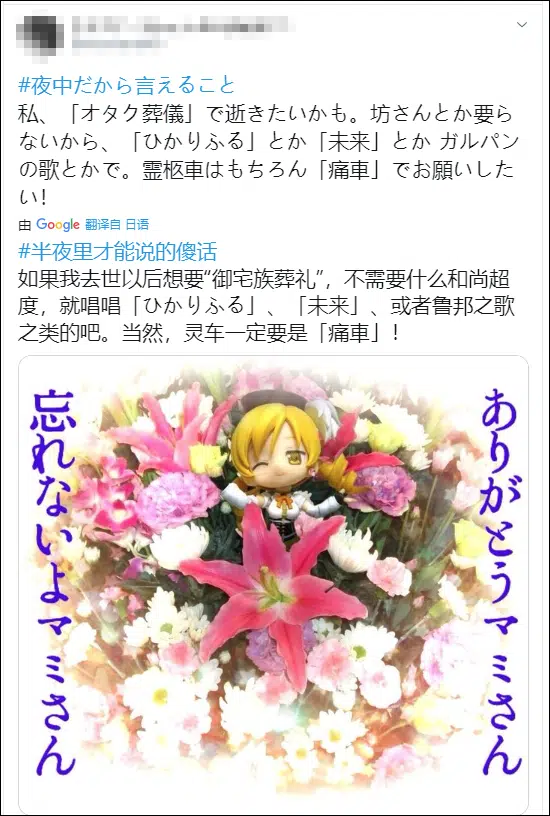 #夜中だから言えること
私、「オタク葬儀」で逝きたいかも。坊さんとか要ら
ないから、「ひかりふる」とか「未来」とか ガルパン
の歌とかで。霊柩車はもちろん「痛車」でお願いした
い!
由 Google 翻译自 日语
#半夜里才能说的傻话
如果我去世以后想要“御宅族葬礼”，不需要什么和尚超
度，就唱唱「ひかりふる」、「未来」、或者鲁邦之歌
之类的吧。当然，灵车一定要是「痛車」!
ありがとうマミさん
忘れないよマミさん